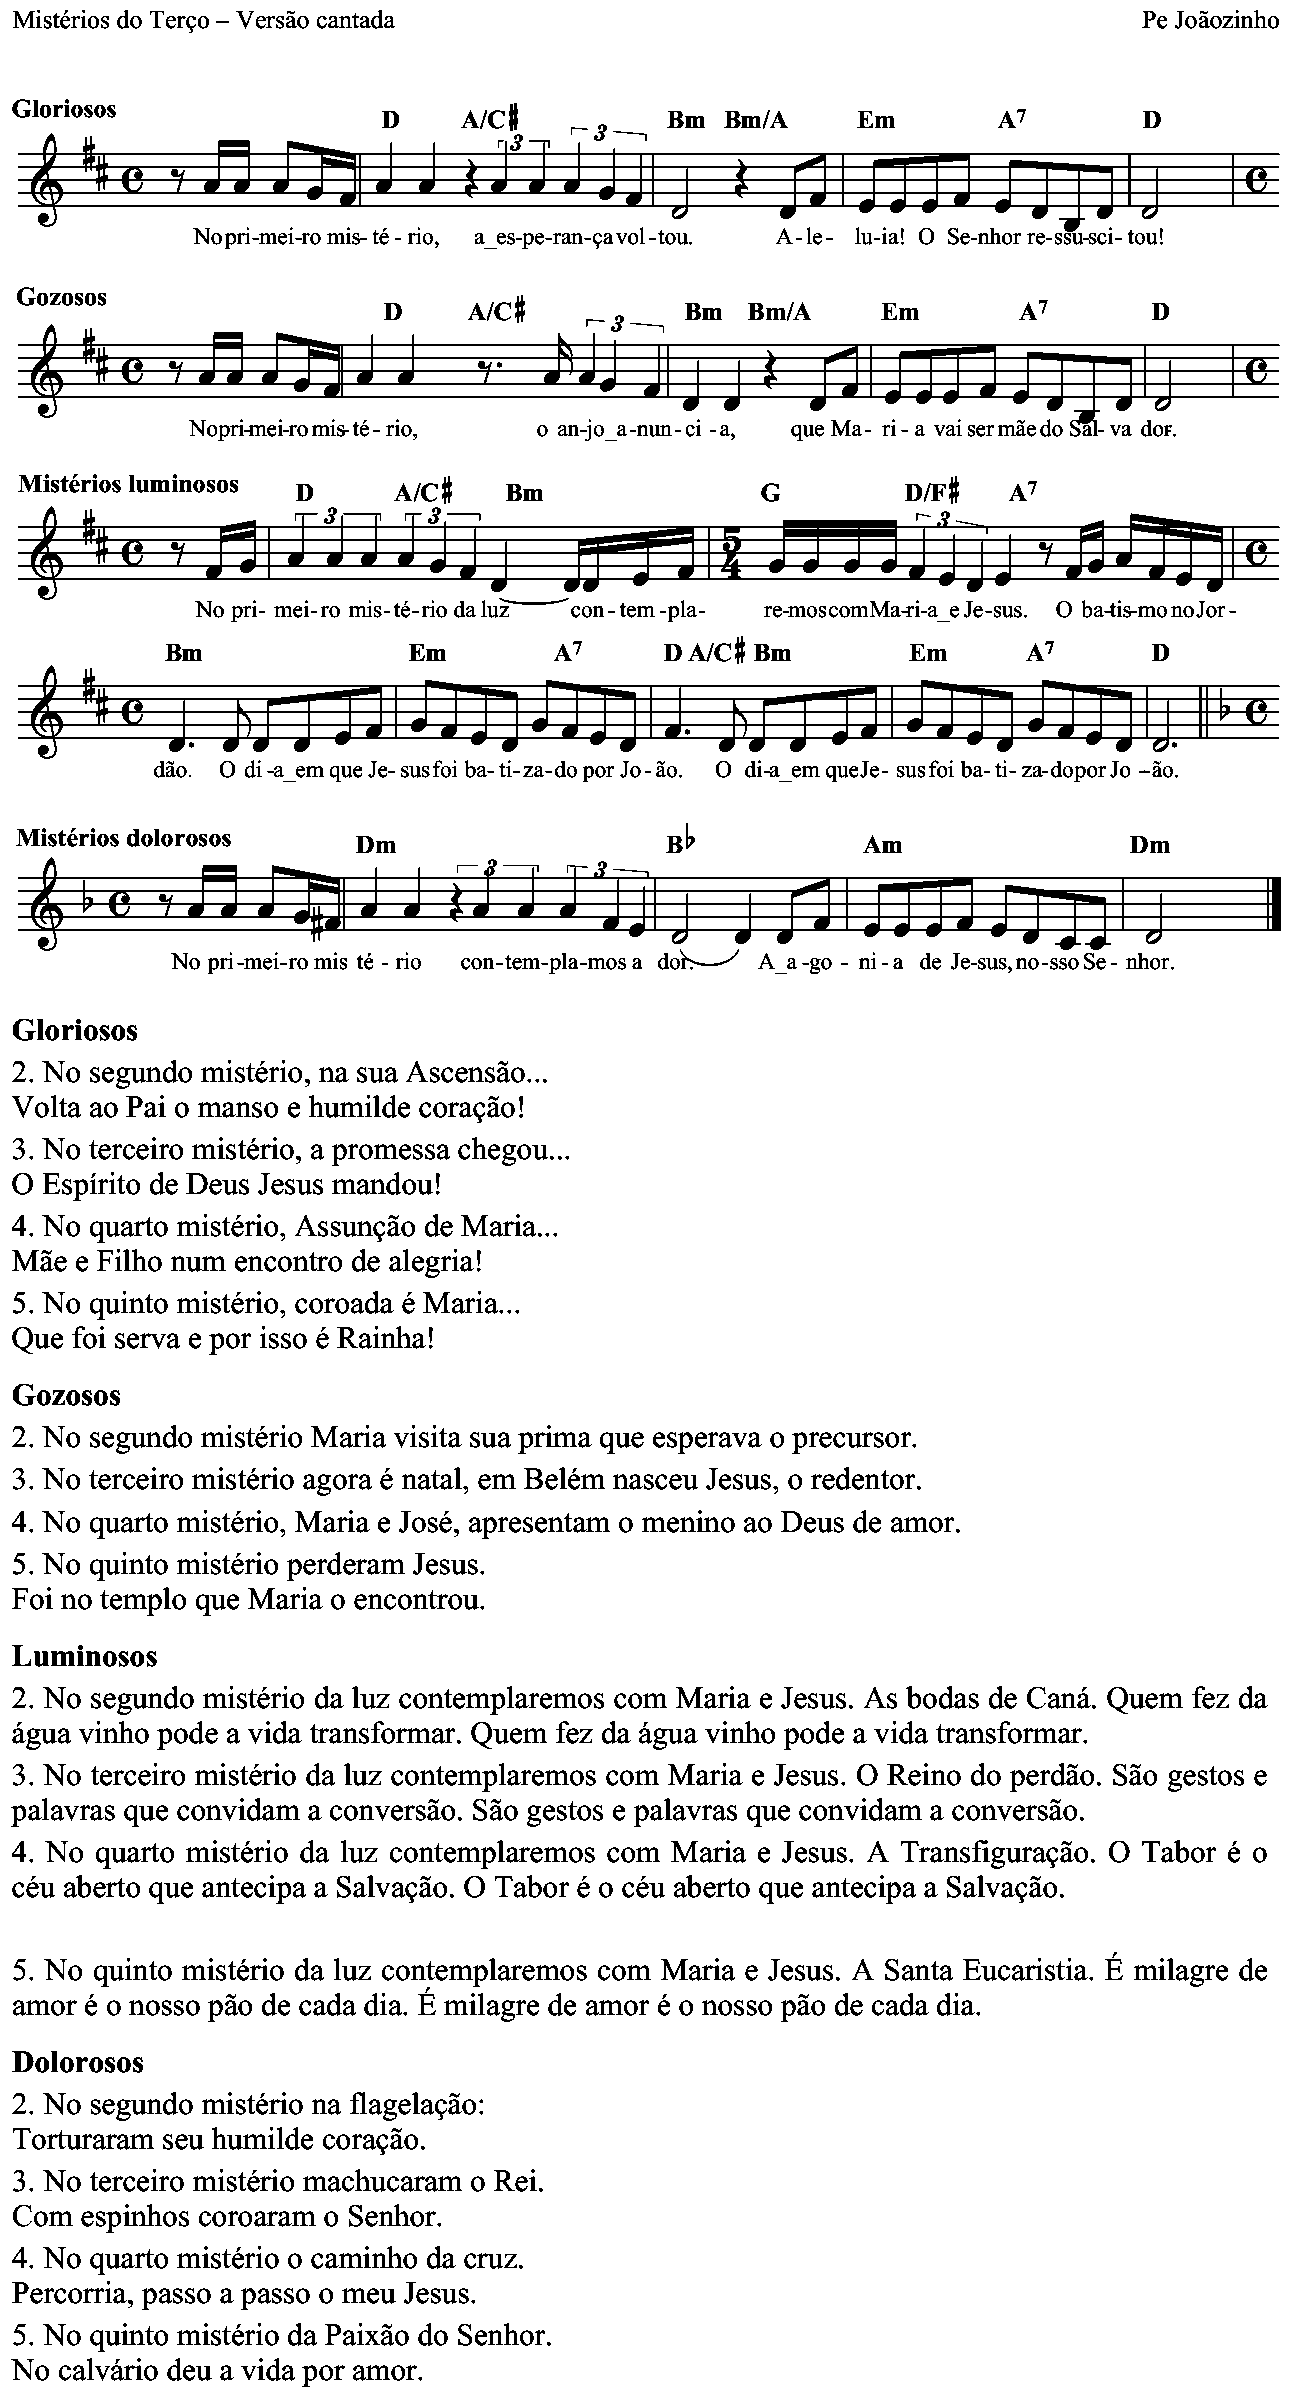 Mistérios do Terço – Versão cantada Pe Joãozinho
Gloriosos
D A/C# Bm Bm/A Em A7 D
3 3
No pri-mei-ro mis- té - ro, a_es-pe-ran-ça vol-tou. A-le- lu-ia! O Se-nhor re-ssu-sci-tou!
Gozosos
D A/C# Bm Bm/A Em A7 D
3
No pri-mei-ro mis-té-rio, o an-jo_a-nun-ci-a, que Ma- ri-a vai ser mãe do Sal-va dor.
Mistérios luminosos
D A/C# Bm G D/F# A7
3 3 5/4 3
No pri- mei-ro mis-té-rio da luz con-tem-pla- re-mos com Ma-ri-a_e Je-sus. O ba-tis-mo no Jor-
Bm Em A7 D A/C# Bm Em A7 D
dão. O di-a_em que Je- sus foi ba-ti-za-do por Jo-ão. O di-a_em que Je- sus foi ba-ti-za-do por Jo-ão.
Mistérios dolorosos
Dm B♭ Am Dm
3 3
No pri-mei-ro mis té-rio con-tem-pla-mos a dor. A_a-go- ni-a de Je-sus, no-sso Se- nhor.
Gloriosos
2. No segundo mistério, na sua Ascensão...
Volta ao Pai o manso e humilde coração!
3. No terceiro mistério, a promessa chegou...
O Espírito de Deus Jesus mandou!
4. No quarto mistério, Assunção de Maria...
Mãe e Filho num encontro de alegria!
5. No quinto mistério, coroada é Maria...
Que foi serva e por isso é Rainha!
Gozosos
2. No segundo mistério Maria visita sua prima que esperava o precursor.
3. No terceiro mistério agora é natal, em Belém nasceu Jesus, o redentor.
4. No quarto mistério, Maria e José, apresentam o menino ao Deus de amor.
5. No quinto mistério perderam Jesus.
Foi no templo que Maria o encontrou.
Luminosos
2. No segundo mistério da luz contemplaremos com Maria e Jesus. As bodas de Caná. Quem fez da
água vinho pode a vida transformar. Quem fez da água vinho pode a vida transformar.
3. No terceiro mistério da luz contemplaremos com Maria e Jesus. O Reino do perdão. São gestos e
palavras que convidam a conversão. São gestos e palavras que convidam a conversão.
4. No quarto mistério da luz contemplaremos com Maria e Jesus. A Transfiguração. O Tabor é o
céu aberto que antecipa a Salvação. O Tabor é o céu aberto que antecipa a Salvação.
5. No quinto mistério da luz contemplaremos com Maria e Jesus. A Santa Eucaristia. É milagre de
amor é o nosso pão de cada dia. É milagre de amor é o nosso pão de cada dia.
Dolorosos
2. No segundo mistério na flagelação:
Torturaram seu humilde coração.
3. No terceiro mistério machucaram o Rei.
Com espinhos coroaram o Senhor.
4. No quarto mistério o caminho da cruz.
Percorria, passo a passo o meu Jesus.
5. No quinto mistério da Paixão do Senhor.
No calvário deu a vida por amor.